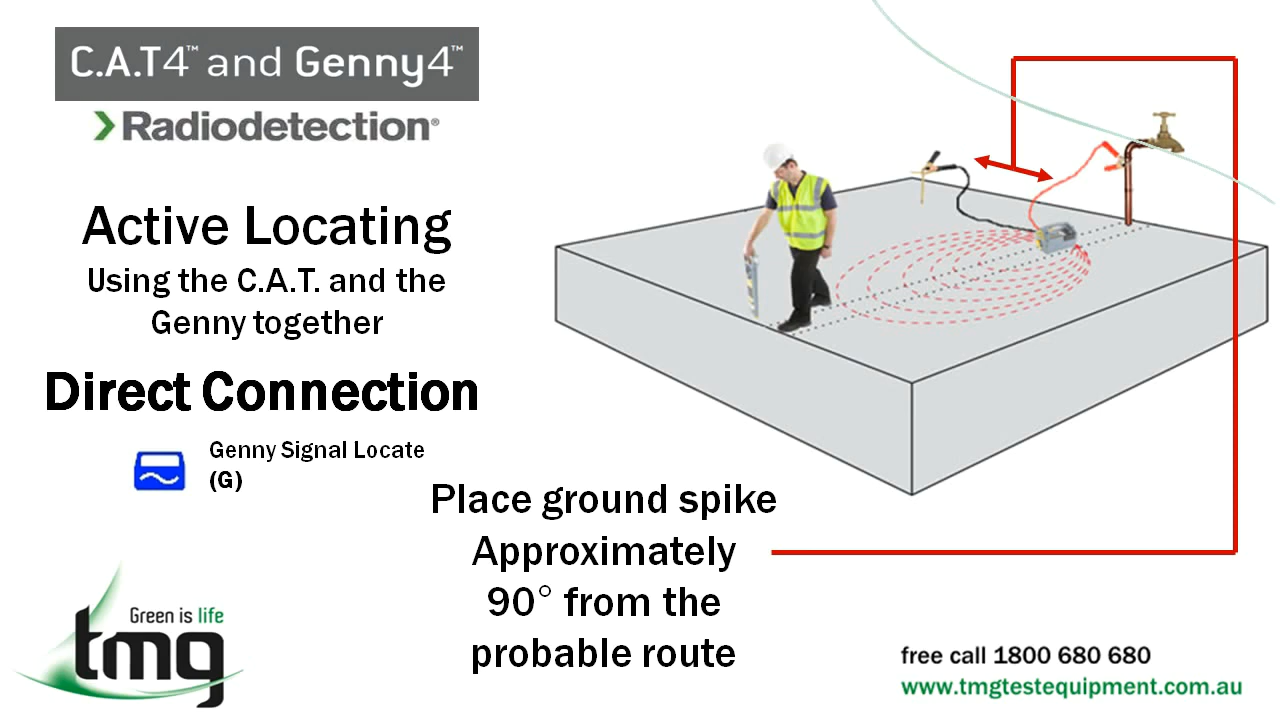 C.A.T4™ and Genny4™
Radiodetection®
Active Locating
Using the C.A.T. and the
Genny together
Direct Connection
Genny Signal Locate
(G)
Place ground spike
Approximately
90° from the
probable route
Green is life
tmg
free call 1800 680 680
www.tmgtestequipment.com.au